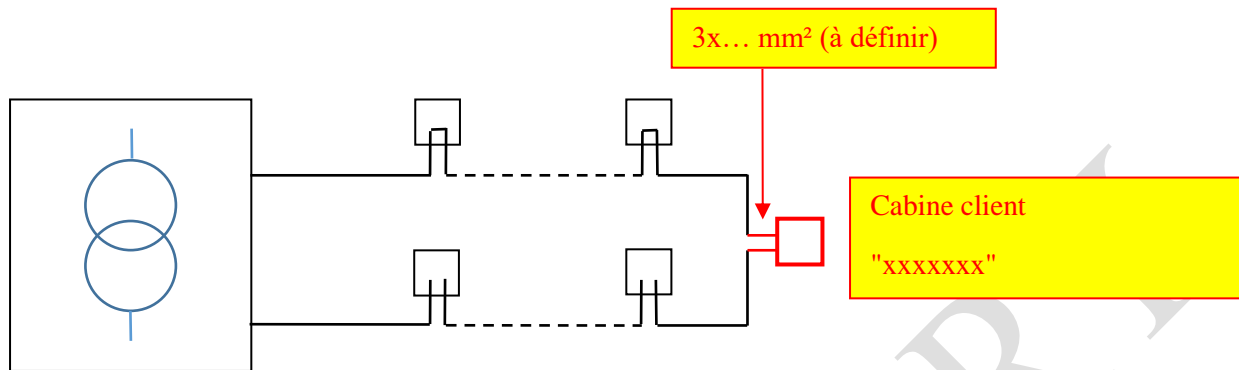 3x… mm² (à définir)
Cabine client
"xxxxxxx"